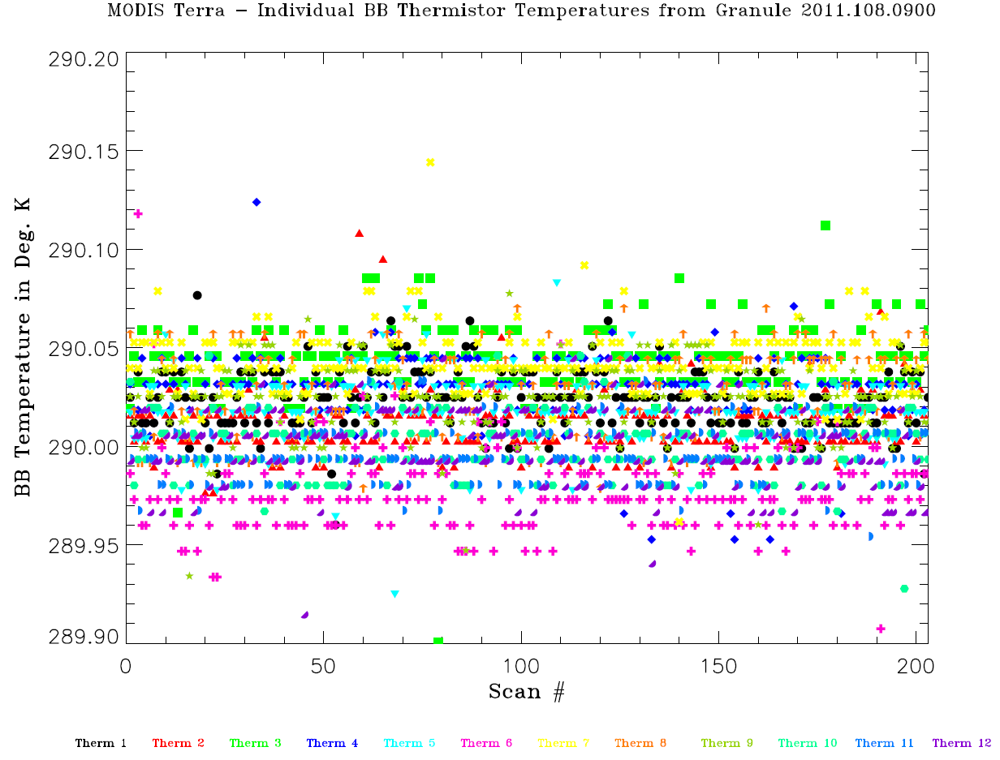 MODIS Terra − Individual BB Thermistor Temperatures from Granule 2011.108.0900
290.20
290.15
290.10
290.05
290.00
289.95
289.90
BB Temperature in Deg. K
0 50 100 150 200
Scan #
Therm 1 Therm 2 Therm 3 Therm 4 Therm 5 Therm 6 Therm 7 Therm 8 Therm 9 Therm 10 Therm 11 Therm 12